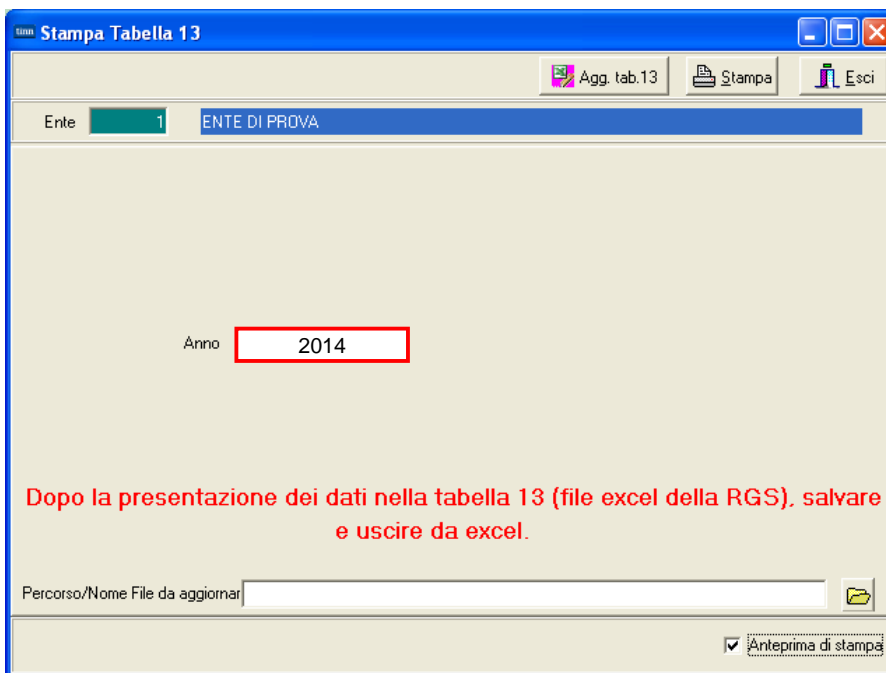 tinn Stampa Tabella 13
Agg. tab.13 Stampa Esci
Ente 1 ENTE DI PROVA
Anno 2014
Dopo la presentazione dei dati nella tabella 13 (file excel della RGS), salvare
e uscire da excel.
Percorso/Nome File da aggiornar
Anteprima di stampa